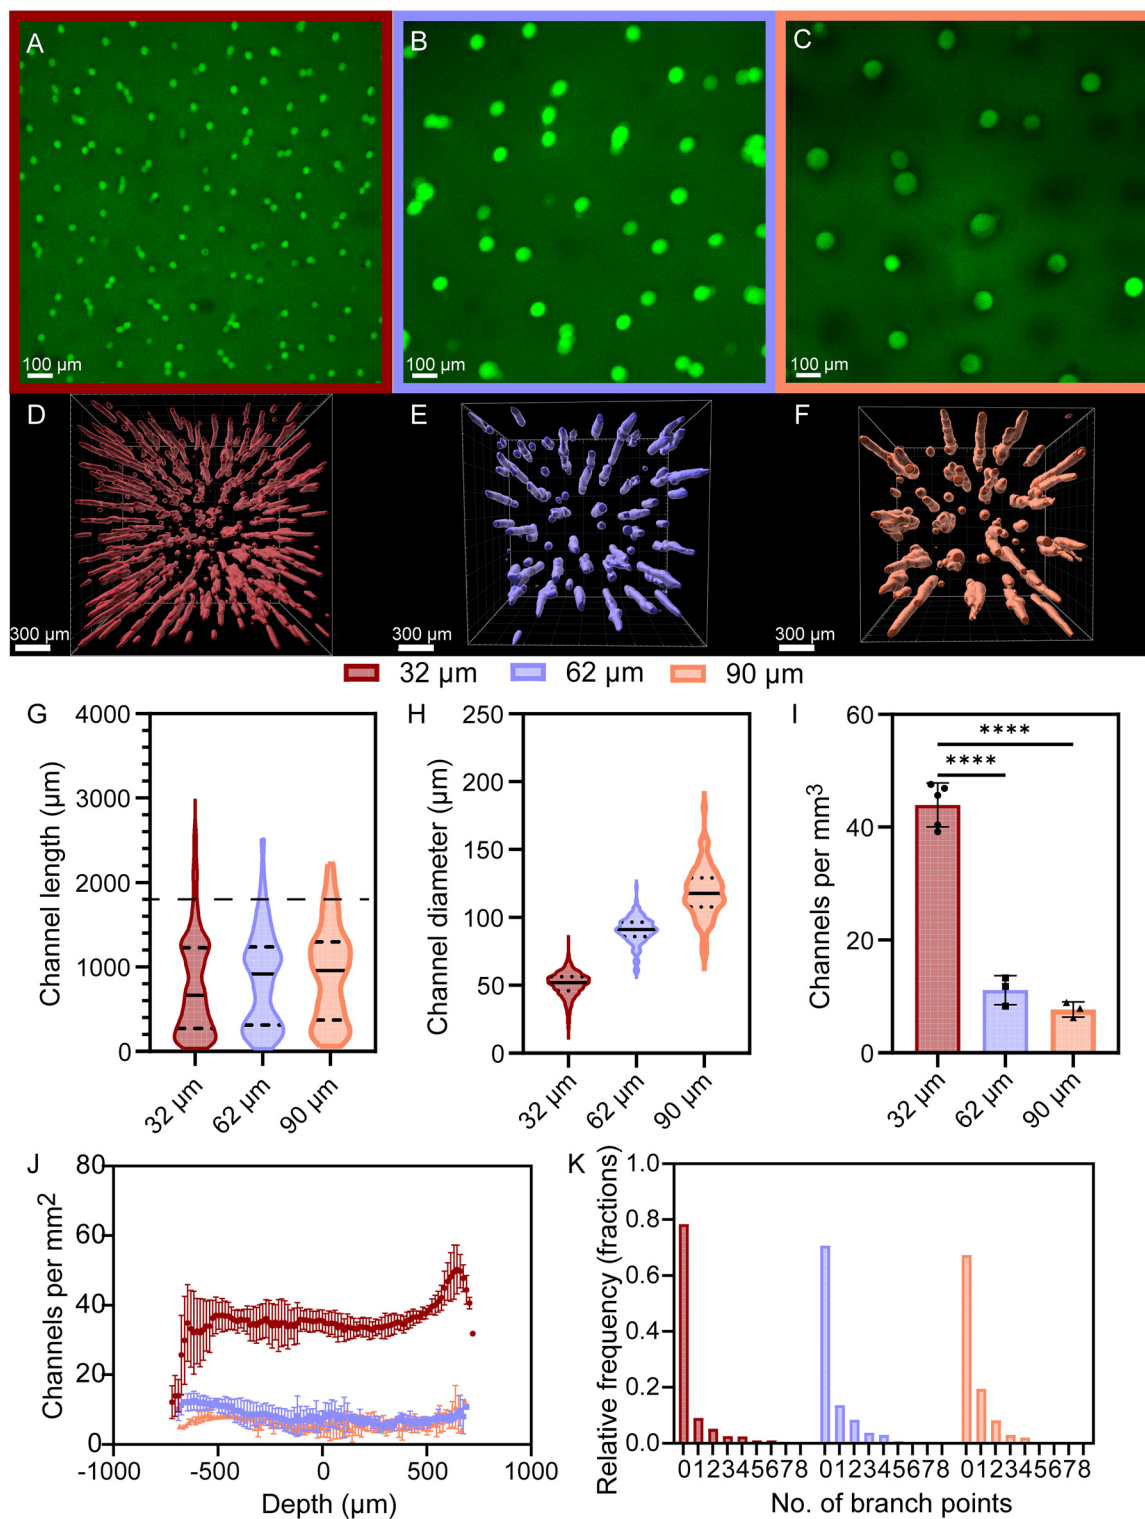 A
B
C
100 µm
100 µm
100 µm
D
E
F
300 µm
300 µm
300 µm
32 µm
62 µm
90 µm
G
Channel length (µm)
4000
3000
2000
1000
0
32 µm
62 µm
90 µm
H
Channel diameter (µm)
250
200
150
100
50
0
32 µm
62 µm
90 µm
I
Channels per mm3
60
40
20
0
****
****
32 µm
62 µm
90 µm
J
Channels per mm2
80
60
40
20
0
-1000
-500
0
500
1000
Depth (µm)
K
Relative frequency (fractions)
1.0
0.8
0.6
0.4
0.2
0.0
012345678
012345678
012345678
No. of branch points